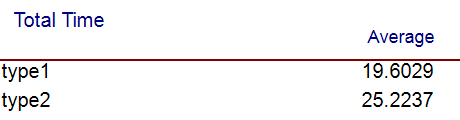 Total Time
Average
type1 19.6029
type2 25.2237